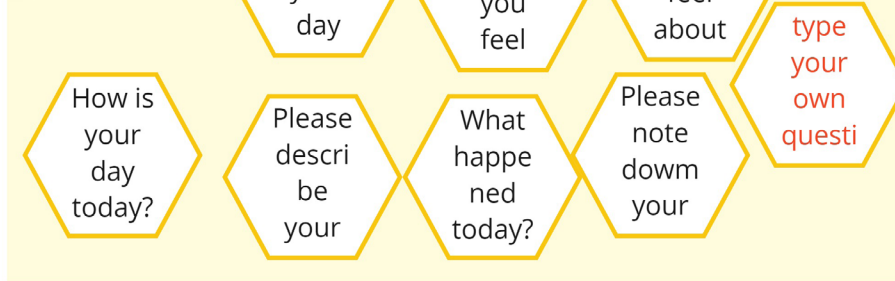 day
you
feel
about
type
your
own
questi
How is
your
day
today?
Please
descri
be
your
What
happe
ned
today?
Please
note
dowm
your